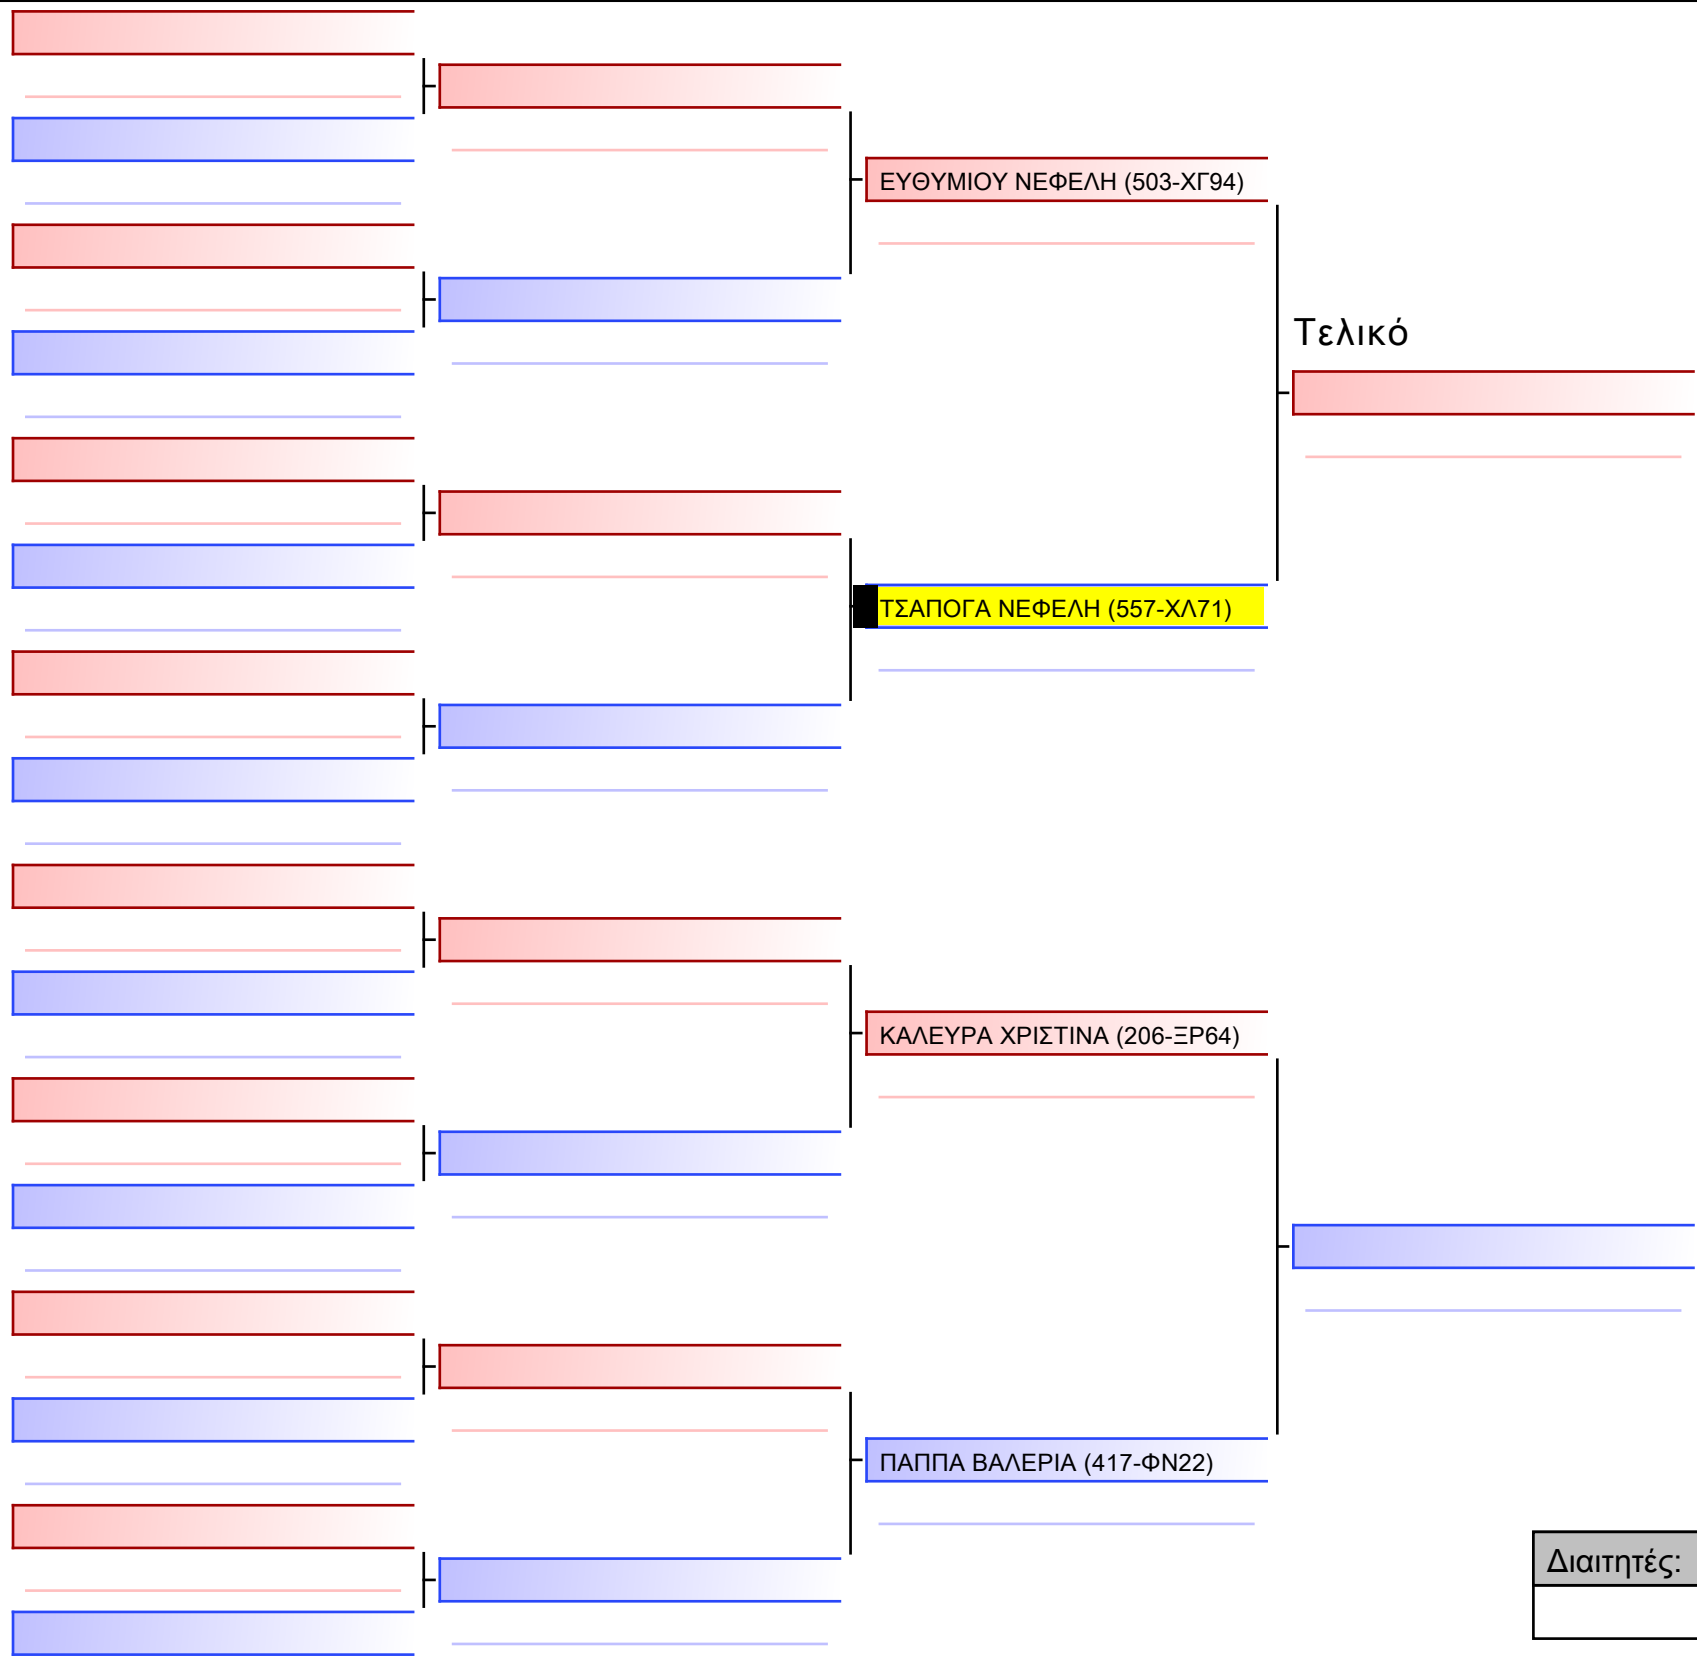 ΕΥΘΥΜΙΟΥ ΝΕΦΕΛΗ (503-ΧΓ94)
Τελικό
ΤΣΑΠΟΓΑ ΝΕΦΕΛΗ (557-ΧΛ71)
ΚΑΛΕΥΡΑ ΧΡΙΣΤΙΝΑ (206-ΞΡ64)
ΠΑΠΠΑ ΒΑΛΕΡΙΑ (417-ΦΝ22)
Διαιτητές: